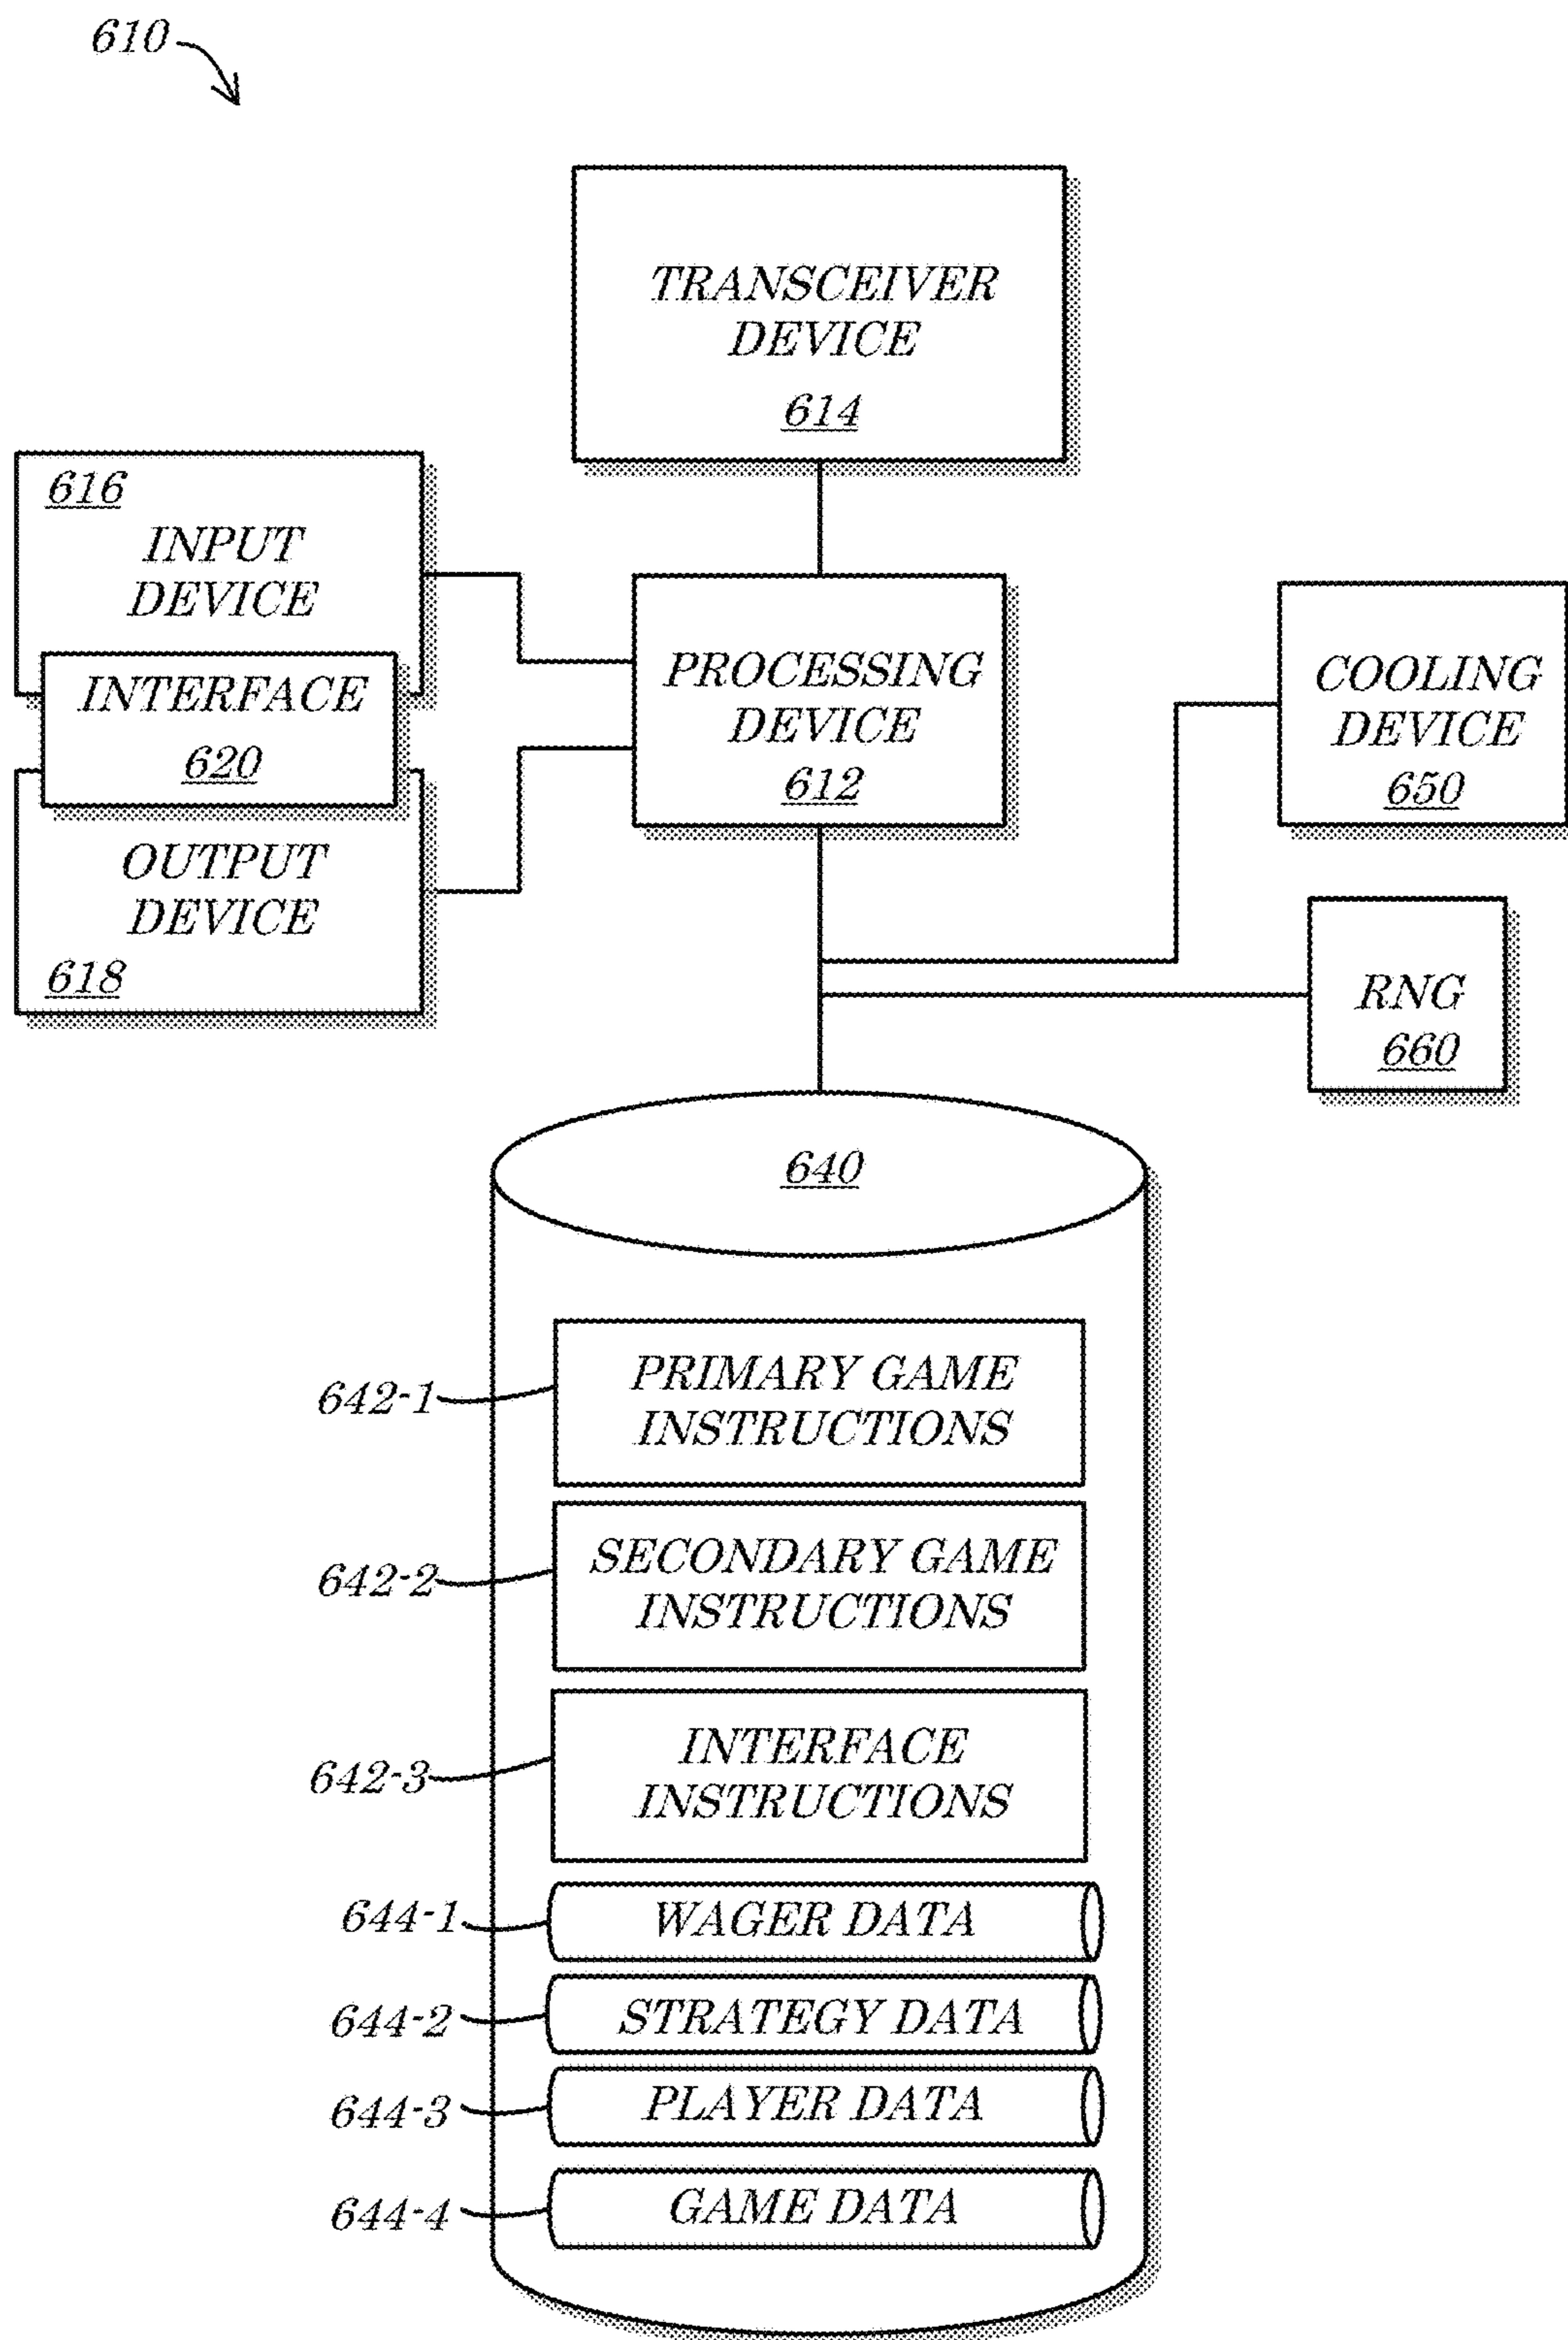 610
TRANSCEIVER
DEVICE
614
616
INPUT
DEVICE
INTERFACE
620
OUTPUT
DEVICE
618
PROCESSING
DEVICE
612
COOLING
DEVICE
650
RNG
660
640
642-1
PRIMARY GAME
INSTRUCTIONS
642-2
SECONDARY GAME
INSTRUCTIONS
642-3
INTERFACE
INSTRUCTIONS
644-1
WAGER DATA
644-2
STRATEGY DATA
644-3
PLAYER DATA
644-4
GAME DATA